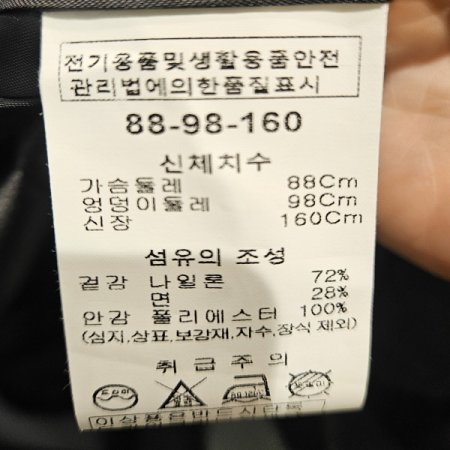 전기용품및생활용품안전
관리법에의한품질표시
88-98-160
신체치수
가슴둘레 88Cm
엉덩이둘레 98Cm
신장 160Cm
섬유의 조성
겉감 나일론 72%
면 28%
안감 폴리에스터 100%
(심지,상표,보강재,자수,장식 제외)
취급주의
드라이